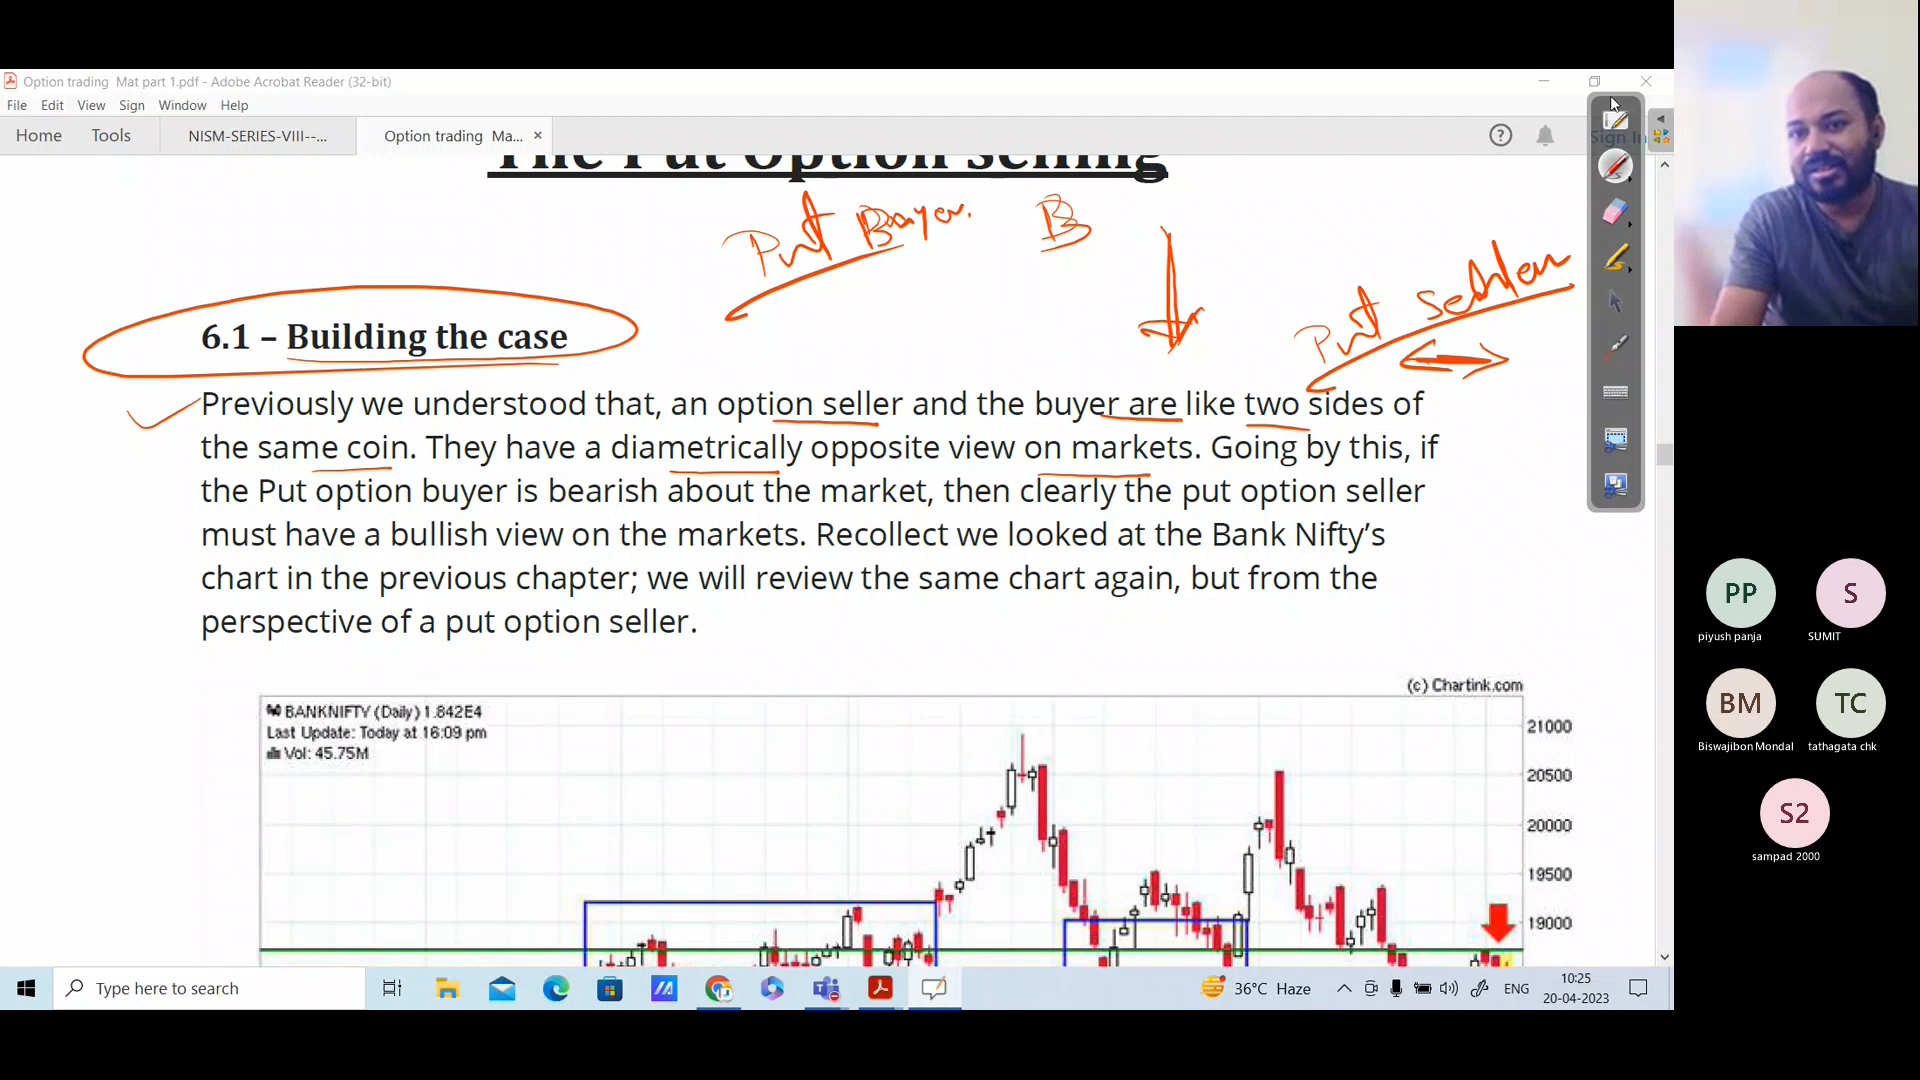 Option trading Mat part 1.pdf - Adobe Acrobat Reader (32-bit)
File Edit View Sign Window Help
Home Tools NISM-SERIES-VIII--... Option trading Ma... ×
Sign In
The Put Option selling
Put Buyer. B
Put Seller
6.1 – Building the case
Previously we understood that, an option seller and the buyer are like two sides of
the same coin. They have a diametrically opposite view on markets. Going by this, if
the Put option buyer is bearish about the market, then clearly the put option seller
must have a bullish view on the markets. Recollect we looked at the Bank Nifty’s
chart in the previous chapter; we will review the same chart again, but from the
perspective of a put option seller.
(c) Chartink.com
BANKNIFTY (Daily) 1.842E4
Last Update: Today at 16:09 pm
Vol: 45.75M
21000
20500
20000
19500
19000
PP S
piyush panja SUMIT
BM TC
Biswajibon Mondal tathagata chk
S2
sampad 2000
Type here to search
36°C Haze
ENG
10:25
20-04-2023